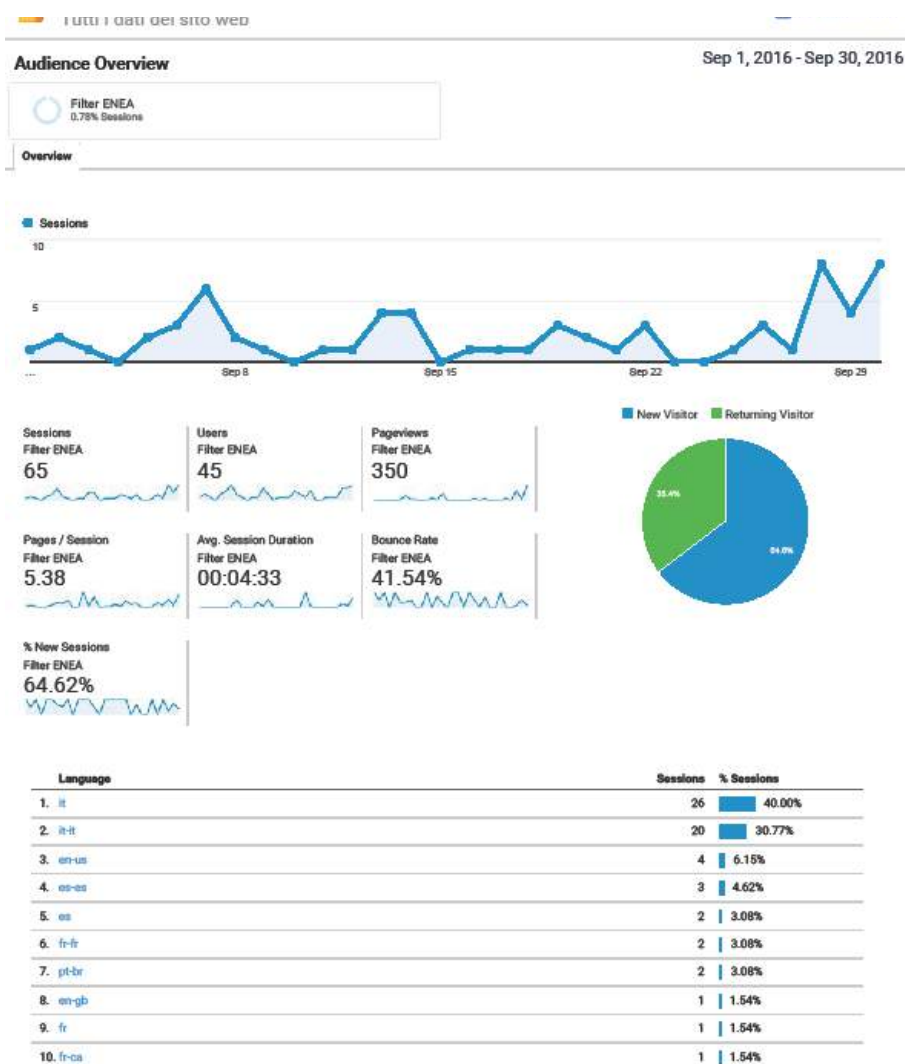 Tutti i dati del sito web
Audience Overview
Sep 1, 2016 - Sep 30, 2016
Filter ENEA
0.78% Sessions
Overview
Sessions
10
5
...
Sep 8
Sep 15
Sep 22
Sep 29
New Visitor
Returning Visitor
Sessions
Filter ENEA
65
Users
Filter ENEA
45
Pageviews
Filter ENEA
350
Pages / Session
Filter ENEA
5.38
Avg. Session Duration
Filter ENEA
00:04:33
Bounce Rate
Filter ENEA
41.54%
% New Sessions
Filter ENEA
64.62%
35.4%
64.6%
Language Sessions % Sessions
1. it 26 40.00%
2. it-it 20 30.77%
3. en-us 4 6.15%
4. es-es 3 4.62%
5. es 2 3.08%
6. fr-fr 2 3.08%
7. pt-br 2 3.08%
8. en-gb 1 1.54%
9. fr 1 1.54%
10. fr-ca 1 1.54%